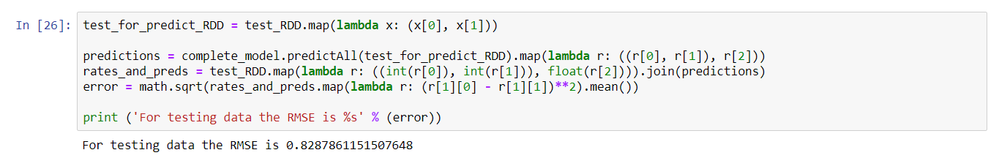 In [26]: test_for_predict_RDD = test_RDD.map(lambda x: (x[0], x[1]))
predictions = complete_model.predictAll(test_for_predict_RDD).map(lambda r: ((r[0], r[1]), r[2]))
rates_and_preds = test_RDD.map(lambda r: ((int(r[0]), int(r[1])), float(r[2]))).join(predictions)
error = math.sqrt(rates_and_preds.map(lambda r: (r[1][0] - r[1][1])**2).mean())
print ('For testing data the RMSE is %s' % (error))
For testing data the RMSE is 0.8287861151507648